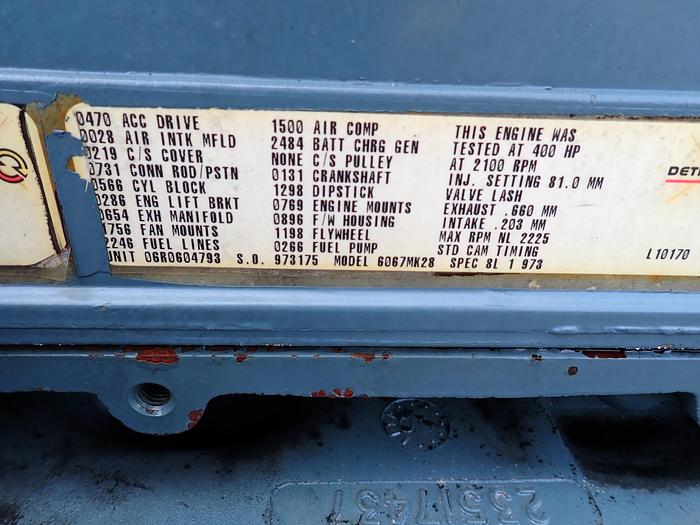 0470 ACC DRIVE
0028 AIR INTK MFLD
0219 C/S COVER
0731 CONN ROD/PSTN
0566 CYL BLOCK
0286 ENG LIFT BRKT
0654 EXH MANIFOLD
1756 FAN MOUNTS
2246 FUEL LINES
1500 AIR COMP
2484 BATT CHRG GEN
NONE C/S PULLEY
0131 CRANKSHAFT
1298 DIPSTICK
0769 ENGINE MOUNTS
0896 F/W HOUSING
1198 FLYWHEEL
0266 FUEL PUMP
THIS ENGINE WAS
TESTED AT 400 HP
AT 2100 RPM
INJ. SETTING 81.0 MM
VALVE LASH
EXHAUST .660 MM
INTAKE .203 MM
MAX RPM NL 2225
STD CAM TIMING
UNIT 06R0604793 S.O. 973175 MODEL 6067MK28 SPEC 8L 1 973
DET
L10170
23517437